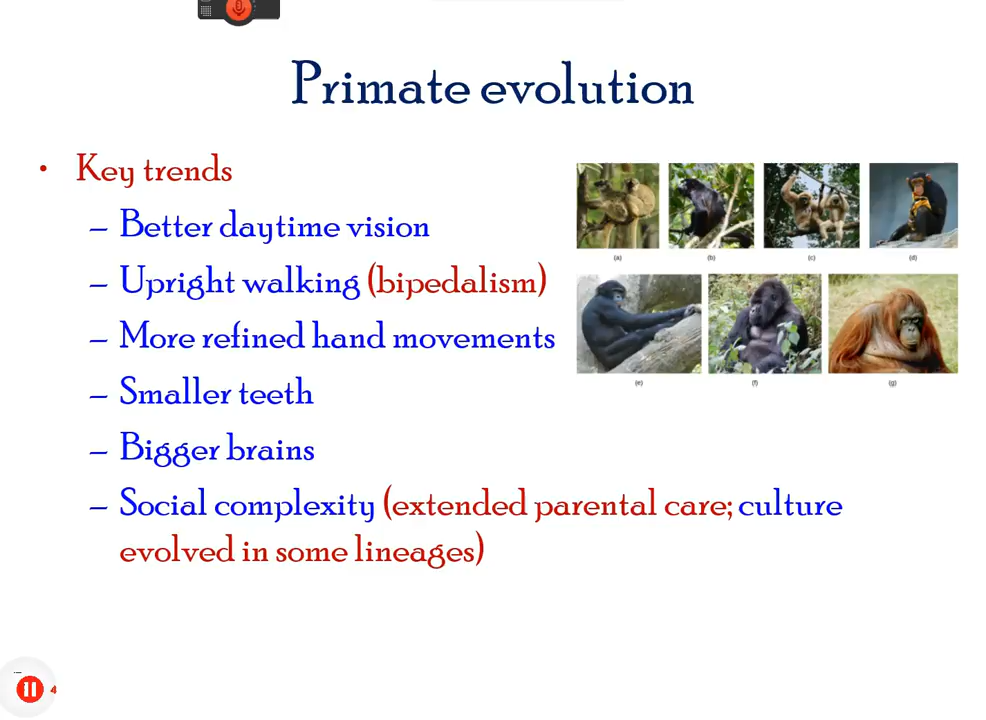 Primate evolution
• Key trends
– Better daytime vision
– Upright walking (bipedalism)
– More refined hand movements
– Smaller teeth
– Bigger brains
– Social complexity (extended parental care; culture
evolved in some lineages)
(a) (b) (c) (d)
(e) (f) (g)
4